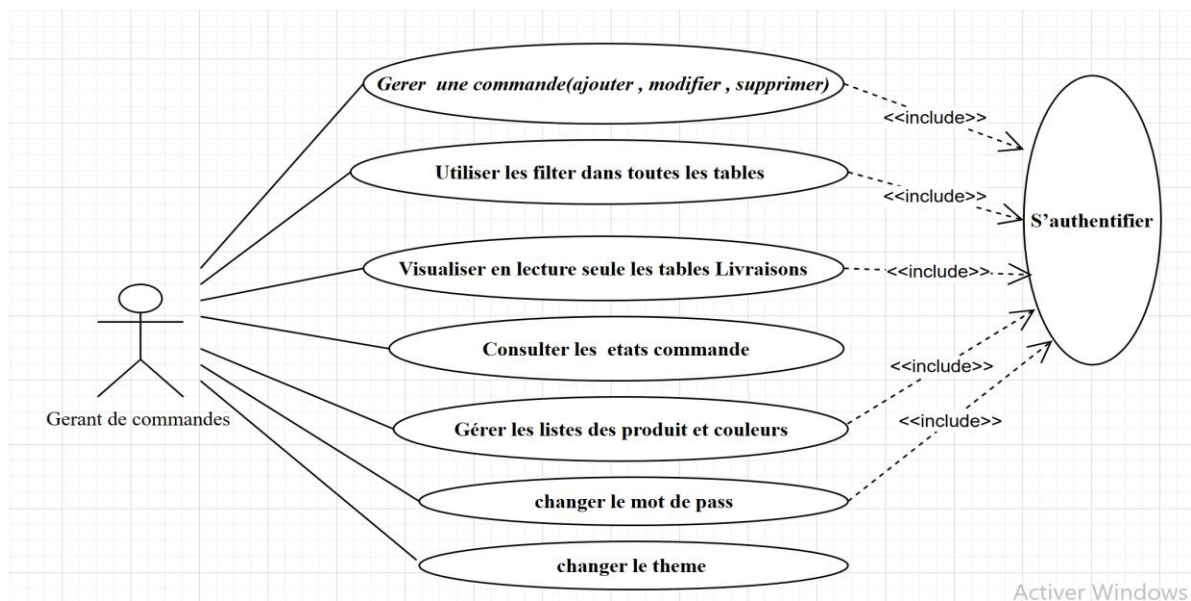 Gerer une commande(ajouter , modifier , supprimer)
<<include>>
Utiliser les filter dans toutes les tables
<<include>>
S’authentifier
Visualiser en lecture seule les tables Livraisons
<<include>>
Consulter les etats commande
<<include>>
Gerant de commandes
Gérer les listes des produit et couleurs
<<include>>
changer le mot de pass
changer le theme
Activer Windows